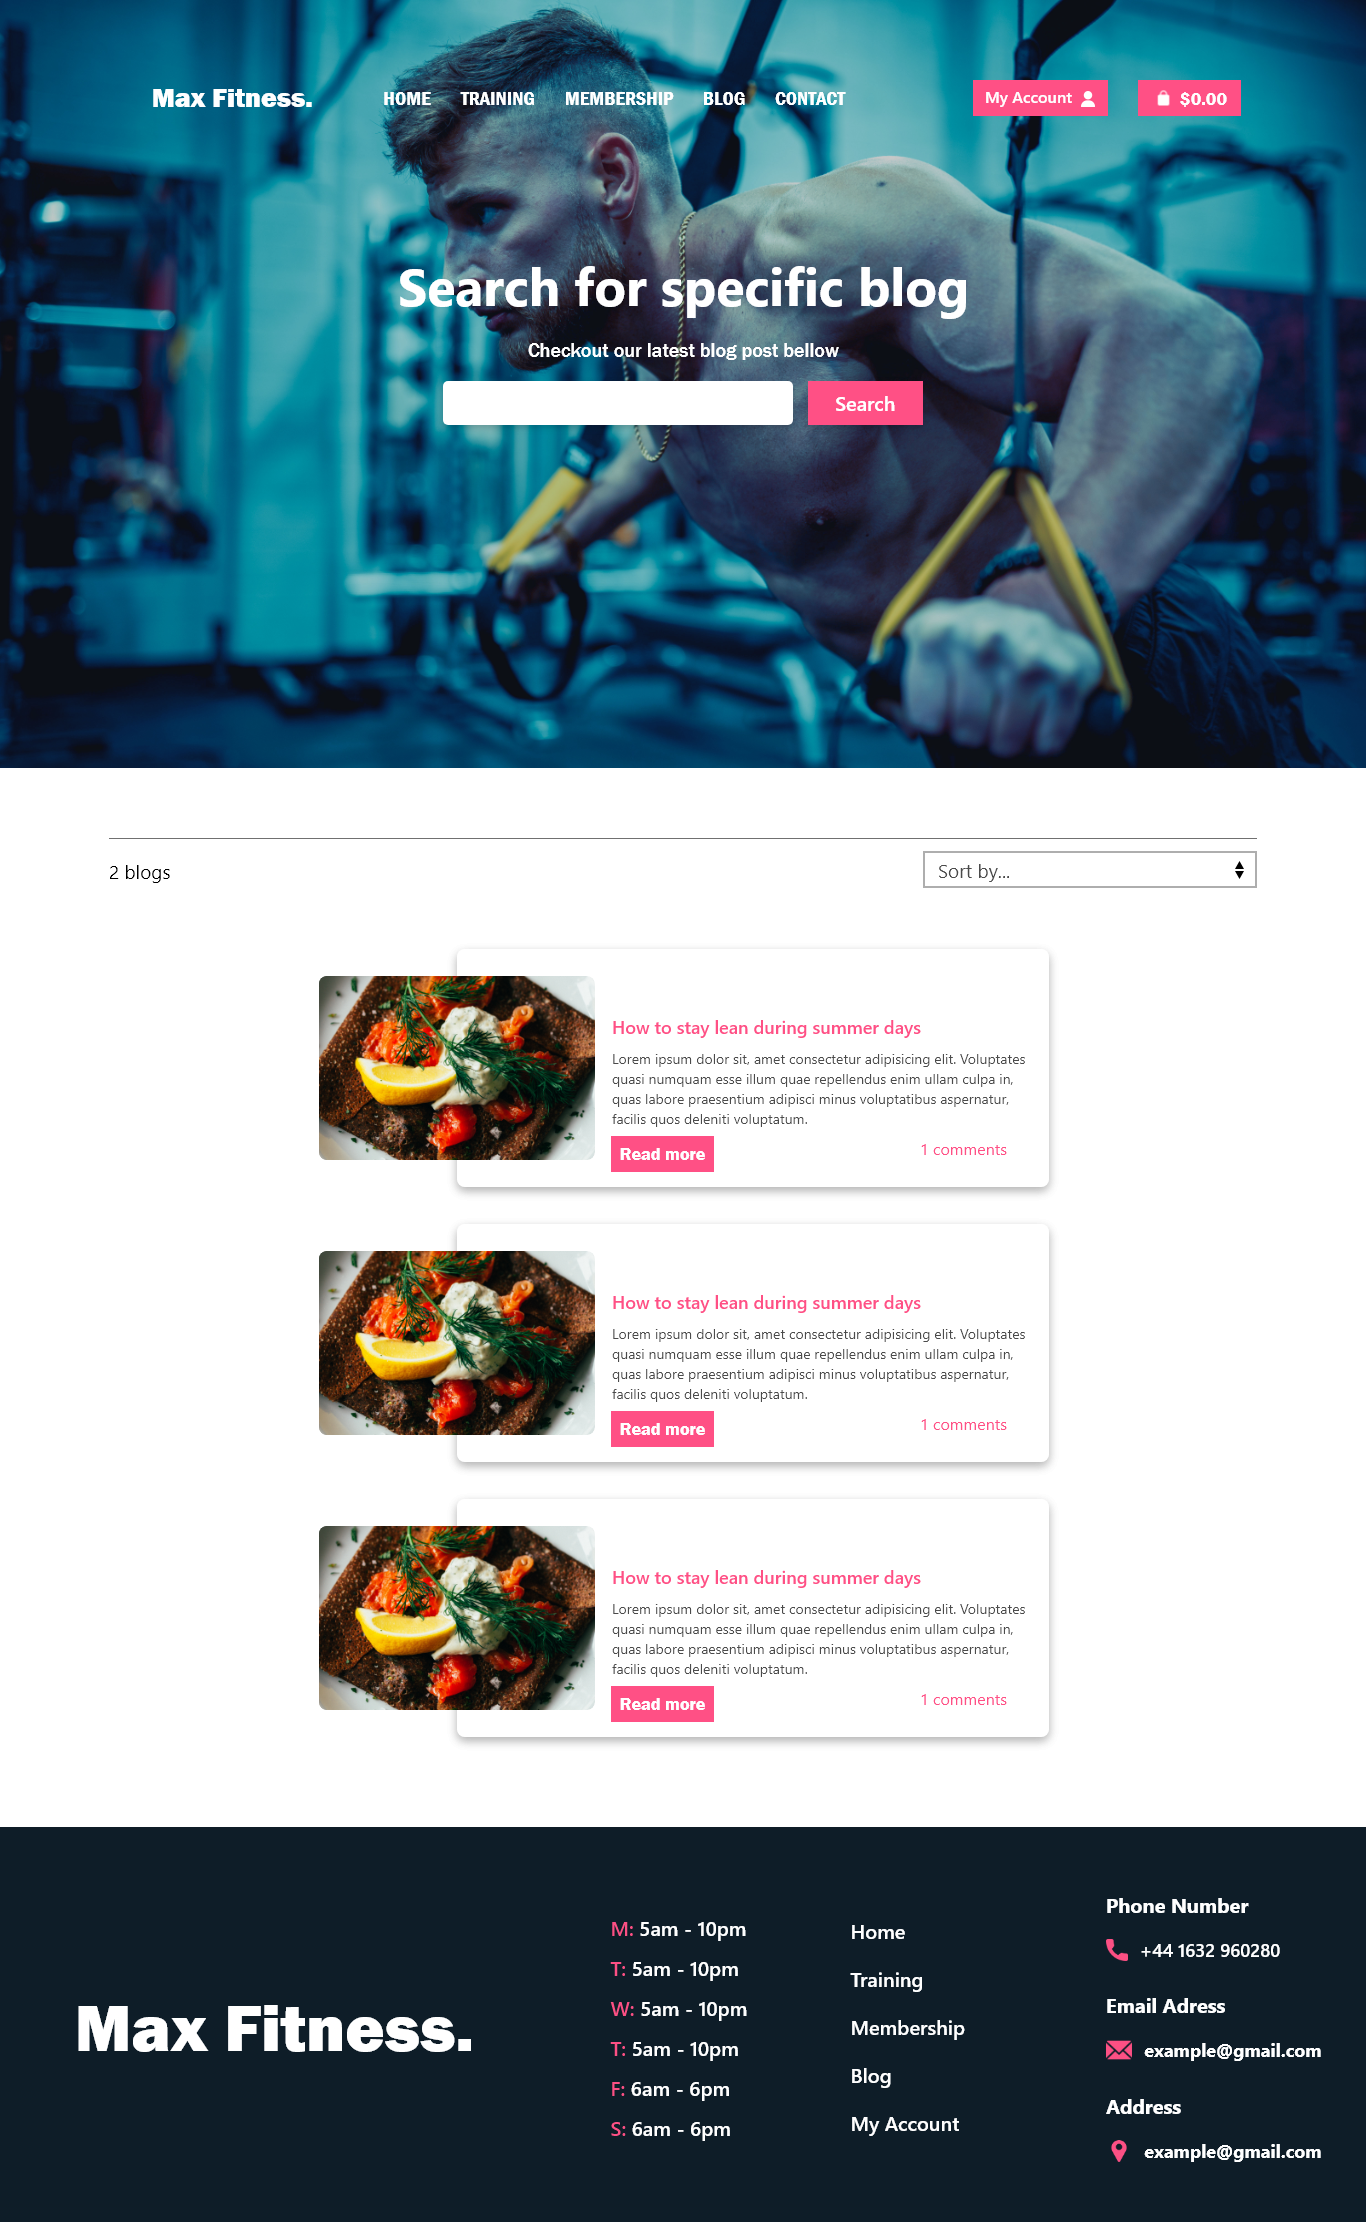 Max Fitness.
HOME TRAINING MEMBERSHIP BLOG CONTACT
My Account
$0.00
Search for specific blog
Checkout our latest blog post bellow
Search
2 blogs
Sort by...
How to stay lean during summer days
Lorem ipsum dolor sit, amet consectetur adipisicing elit. Voluptates
quasi numquam esse illum quae repellendus enim ullam culpa in,
quas labore praesentium adipisci minus voluptatibus aspernatur,
facilis quos deleniti voluptatum.
Read more
1 comments
How to stay lean during summer days
Lorem ipsum dolor sit, amet consectetur adipisicing elit. Voluptates
quasi numquam esse illum quae repellendus enim ullam culpa in,
quas labore praesentium adipisci minus voluptatibus aspernatur,
facilis quos deleniti voluptatum.
Read more
1 comments
How to stay lean during summer days
Lorem ipsum dolor sit, amet consectetur adipisicing elit. Voluptates
quasi numquam esse illum quae repellendus enim ullam culpa in,
quas labore praesentium adipisci minus voluptatibus aspernatur,
facilis quos deleniti voluptatum.
Read more
1 comments
Max Fitness.
M: 5am - 10pm
T: 5am - 10pm
W: 5am - 10pm
T: 5am - 10pm
F: 6am - 6pm
S: 6am - 6pm
Home
Training
Membership
Blog
My Account
Phone Number
+44 1632 960280
Email Adress
example@gmail.com
Address
example@gmail.com